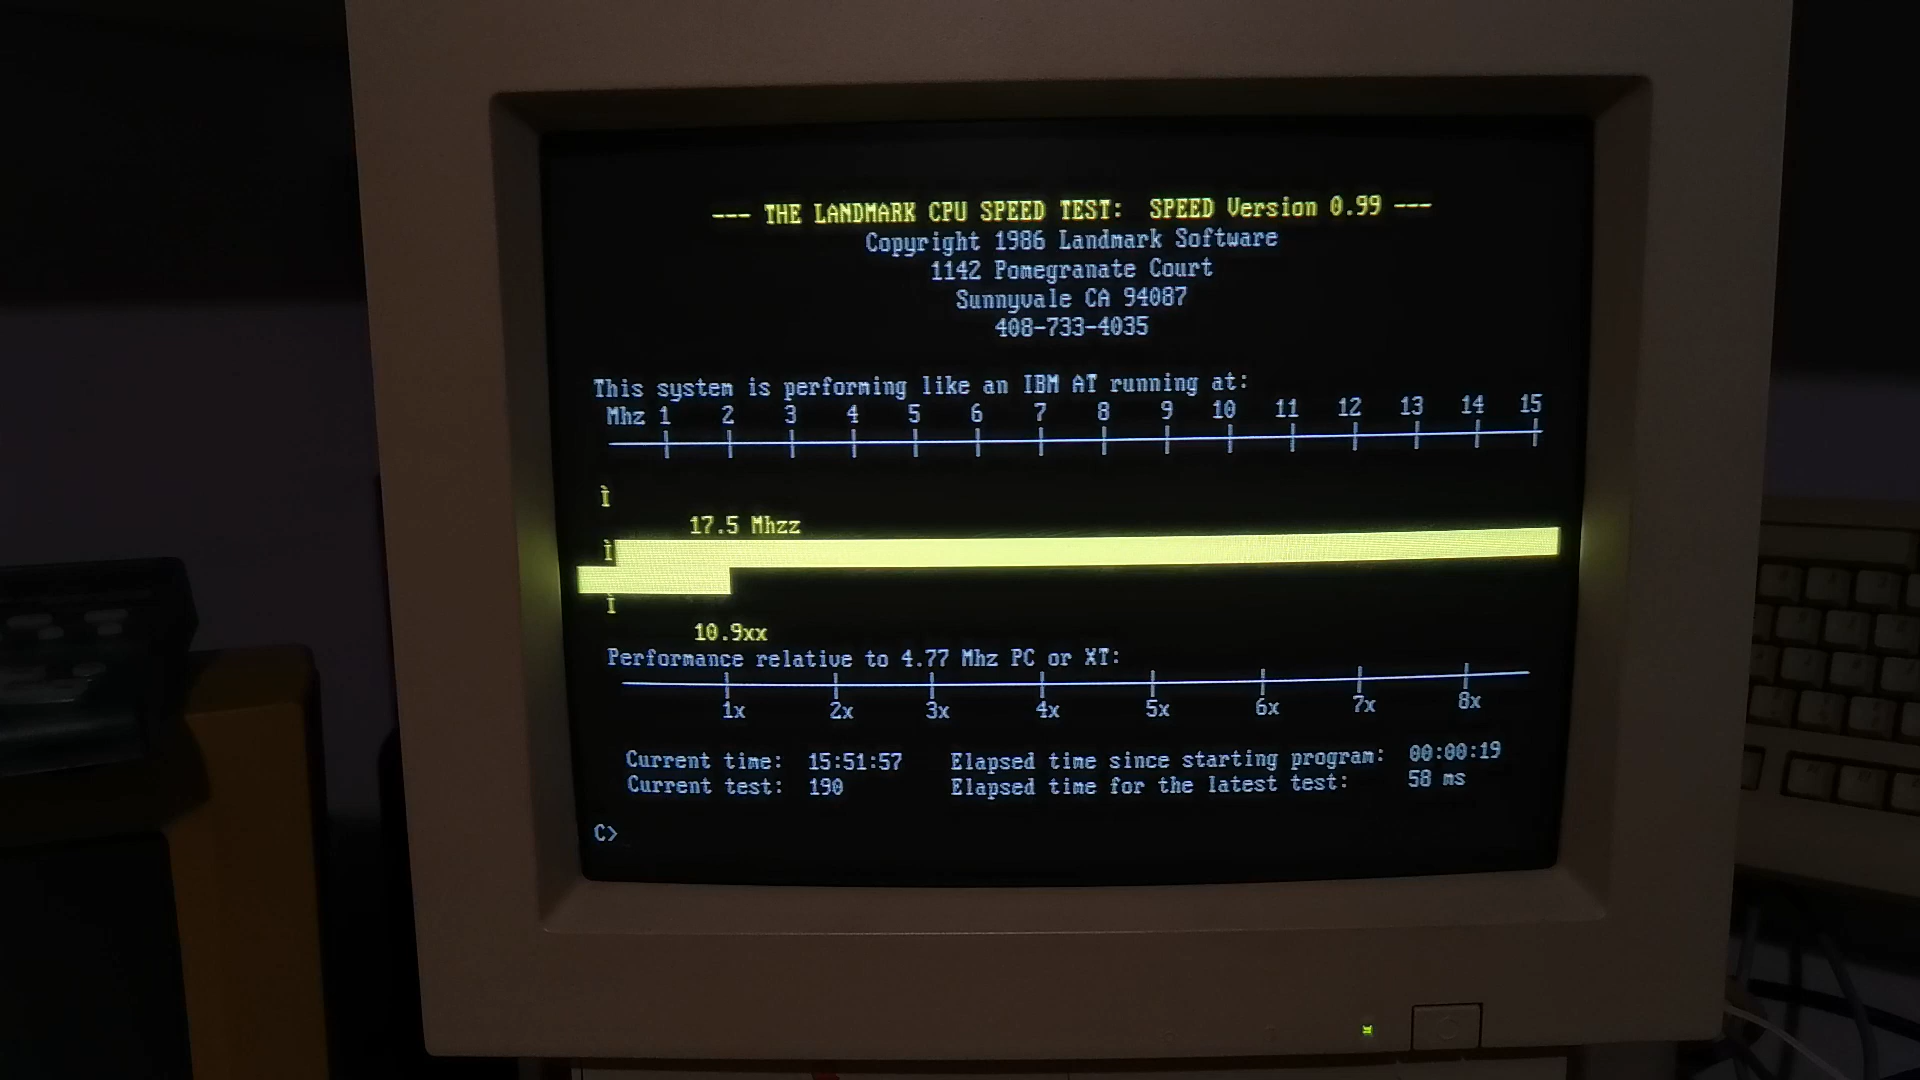 --- THE LANDMARK CPU SPEED TEST:  SPEED Version 0.99 ---
Copyright 1986 Landmark Software
1142 Pomegranate Court
Sunnyvale CA 94087
408-733-4035
This system is performing like an IBM AT running at:
Mhz 1 2 3 4 5 6 7 8 9 10 11 12 13 14 15
Ì
17.5 Mhzz
Ì
Ì
10.9xx
Performance relative to 4.77 Mhz PC or XT:
1x 2x 3x 4x 5x 6x 7x 8x
Current time: 15:51:57 Elapsed time since starting program: 00:00:19
Current test: 190 Elapsed time for the latest test: 58 ms
C>